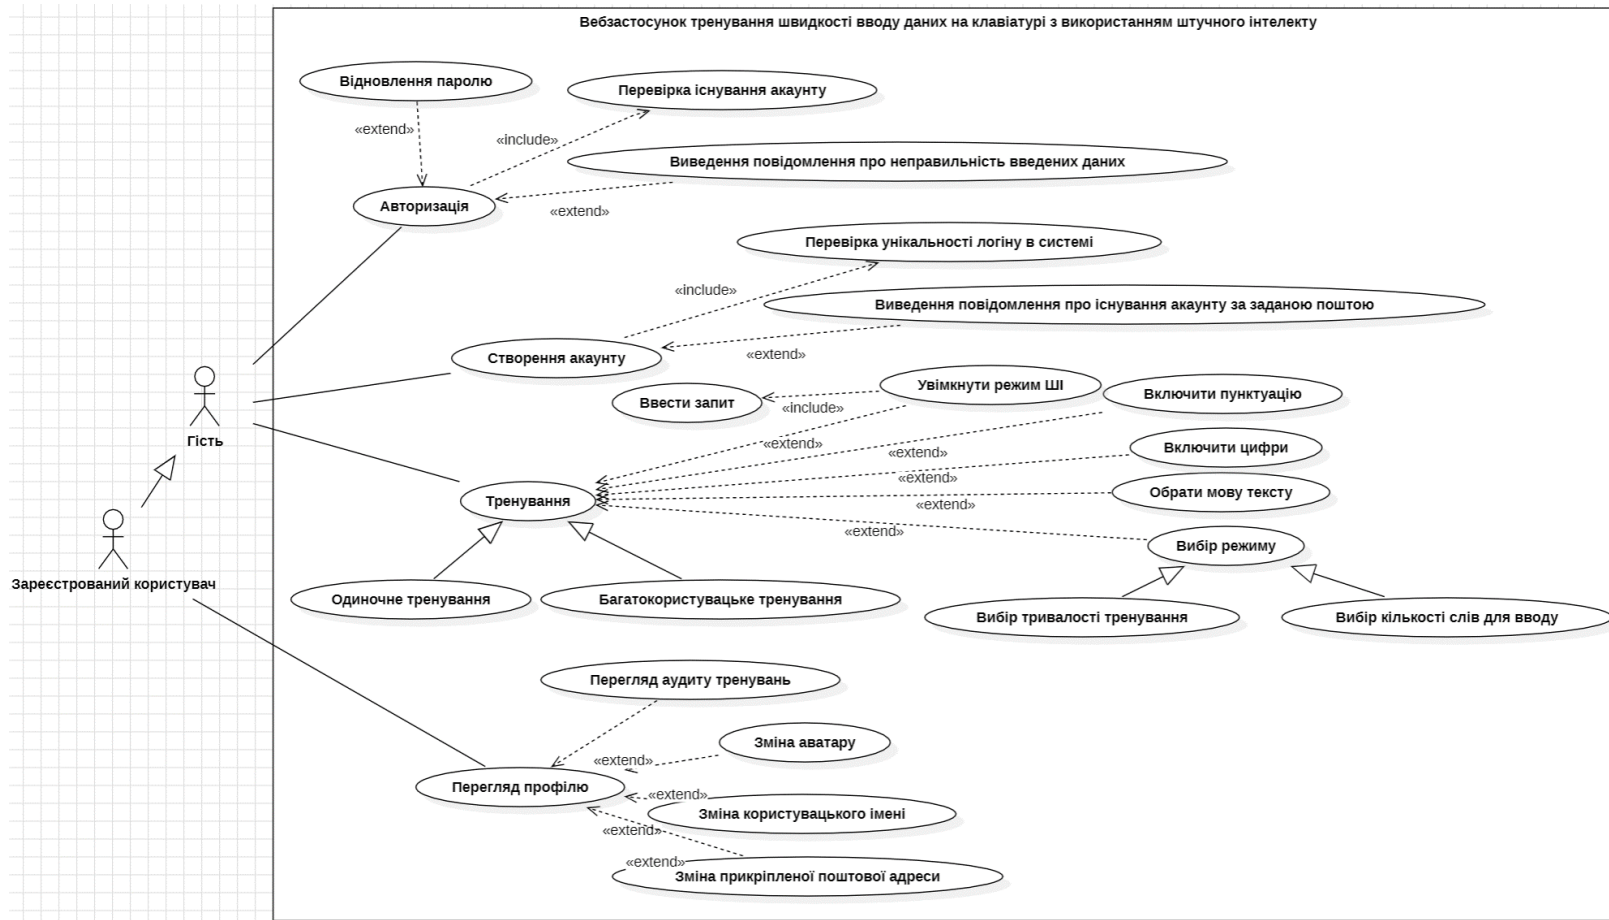 Вебзастосунок тренування швидкості вводу даних на клавіатурі з використанням штучного інтелекту
Відновлення паролю
Перевірка існування акаунту
«extend»
«include»
Виведення повідомлення про неправильність введених даних
Авторизація
«extend»
Перевірка унікальності логіну в системі
«include»
Виведення повідомлення про існування акаунту за заданою поштою
Створення акаунту
«extend»
Увімкнути режим ШІ
Включити пунктуацію
Ввести запит
«include»
Гість
«extend»
«extend»
Включити цифри
«extend»
Обрати мову тексту
Тренування
«extend»
«extend»
Вибір режиму
Зареєстрований користувач
Одиночне тренування
Багатокористувацьке тренування
Вибір тривалості тренування
Вибір кількості слів для вводу
Перегляд аудиту тренувань
Зміна аватару
«extend»
Перегляд профілю
«extend»
Зміна користувацького імені
«extend»
«extend»
Зміна прикріпленої поштової адреси